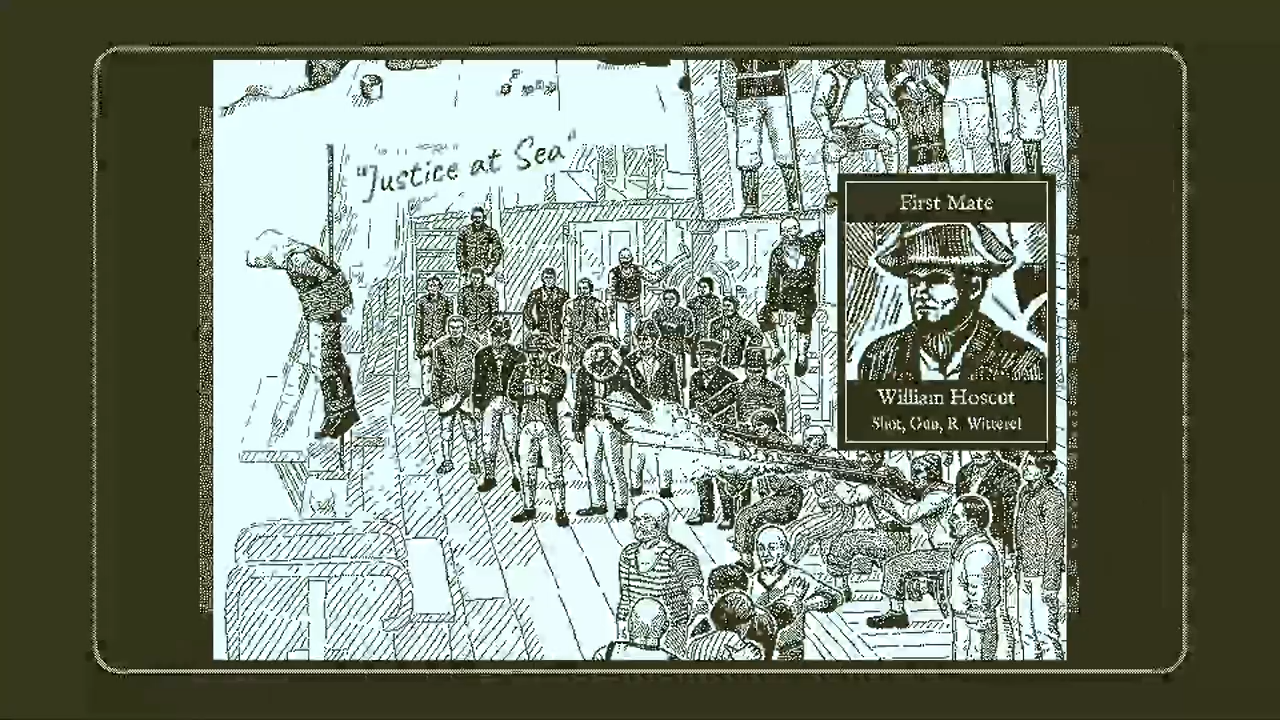 "Justice at Sea"
First Mate
William Hoscut
Shot, Gun, R. Witterel